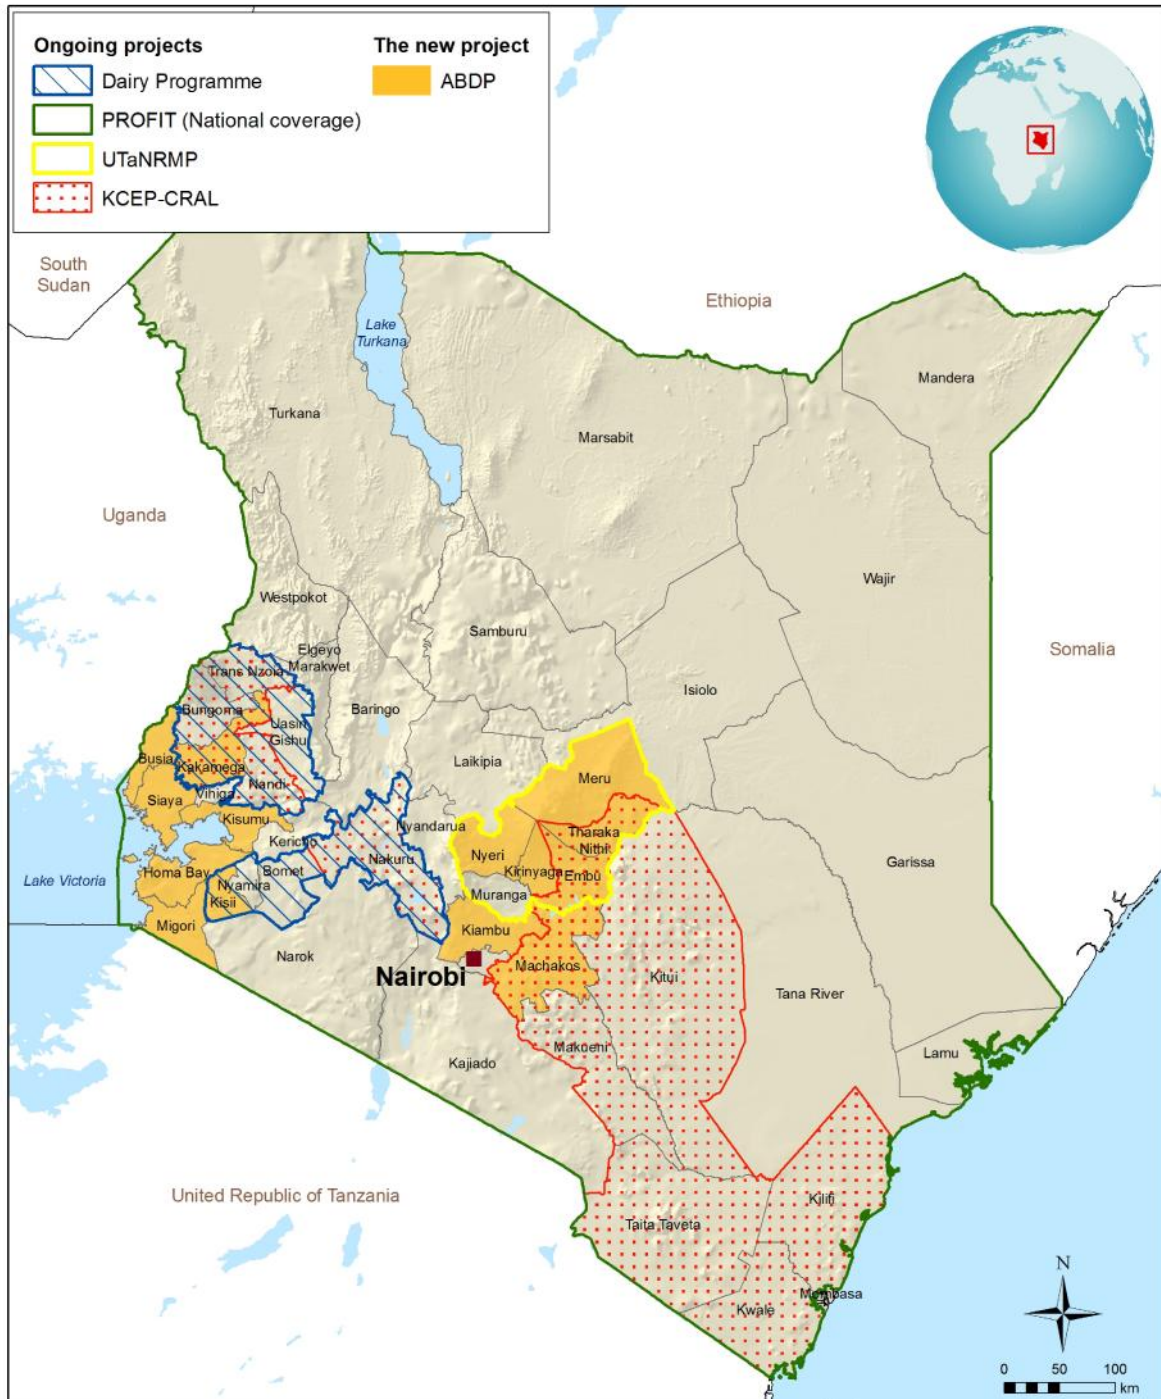 Ongoing projects
The new project
Dairy Programme
ABDP
PROFIT (National coverage)
UTaNRMP
KCEP-CRAL
South
Sudan
Ethiopia
Lake
Turkana
Mandera
Turkana
Marsabit
Uganda
Wajir
Westpokot
Samburu
Somalia
Elgeyo
Marakwet
Trans Nzoia
Isiolo
Bungoma
Baringo
Uasin
Gishu
Busia
Laikipia
Kakamega
Meru
Nandi
Vihiga
Siaya
Kisumu
Nyandarua
Tharaka
Nithi
Kericho
Nyeri
Nakuru
Garissa
Homa Bay
Bomet
Kirinyaga
Embu
Lake Victoria
Nyamira
Muranga
Kisii
Migori
Kiambu
Narok
Machakos
Nairobi
Kitui
Tana River
Makueni
Lamu
Kajiado
United Republic of Tanzania
Kilifi
Taita Taveta
N
Mombasa
Kwale
0 50 100
km